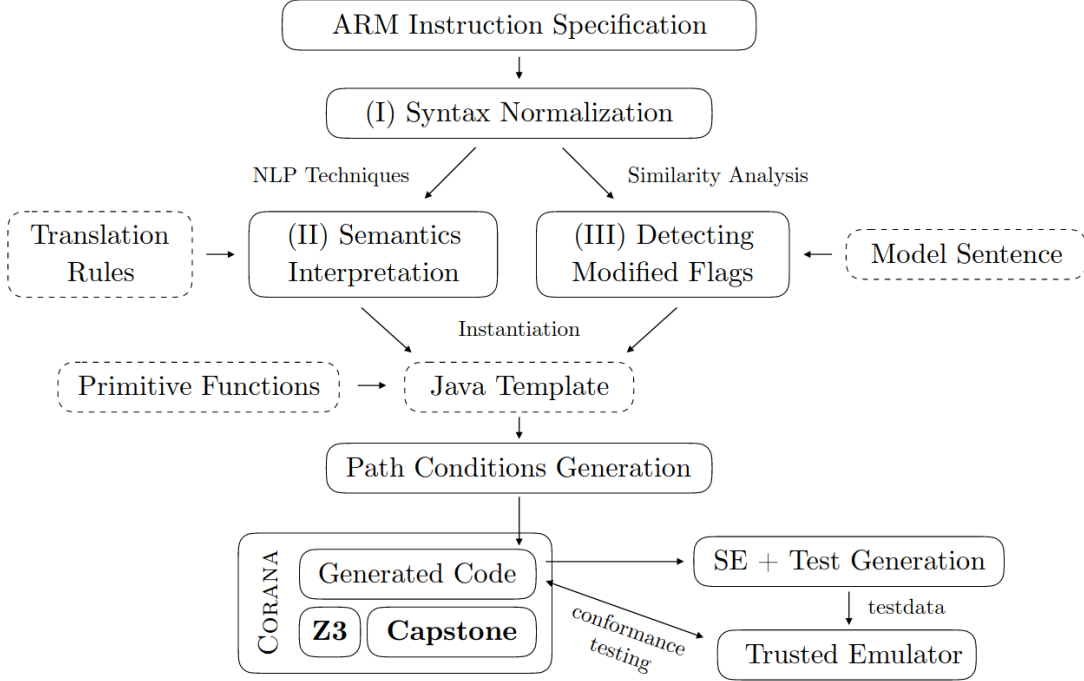 ARM Instruction Specification
(I) Syntax Normalization
NLP Techniques
Similarity Analysis
Translation
Rules
(II) Semantics
Interpretation
(III) Detecting
Modified Flags
Model Sentence
Instantiation
Primitive Functions
Java Template
Path Conditions Generation
CORANA
Generated Code
Z3
Capstone
SE + Test Generation
testdata
conformance
testing
Trusted Emulator